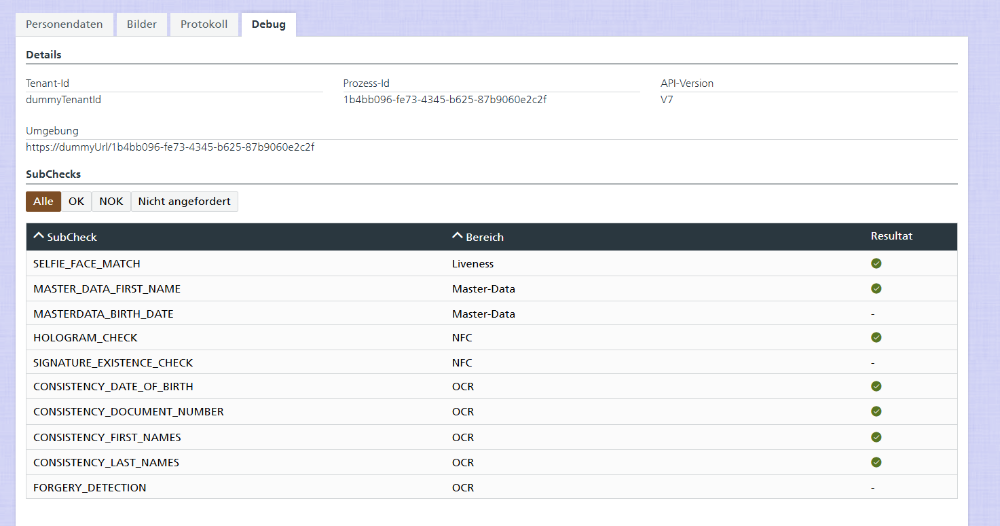 Personendaten Bilder Protokoll Debug
Details
Tenant-Id Prozess-Id API-Version
dummyTenantId 1b4bb096-fe73-4345-b625-87b9060e2c2f V7
Umgebung
https://dummyUrl/1b4bb096-fe73-4345-b625-87b9060e2c2f
SubChecks
Alle OK NOK Nicht angefordert
SubCheck Bereich Resultat
SELFIE_FACE_MATCH Liveness
MASTER_DATA_FIRST_NAME Master-Data
MASTERDATA_BIRTH_DATE Master-Data -
HOLOGRAM_CHECK NFC
SIGNATURE_EXISTENCE_CHECK NFC -
CONSISTENCY_DATE_OF_BIRTH OCR
CONSISTENCY_DOCUMENT_NUMBER OCR
CONSISTENCY_FIRST_NAMES OCR
CONSISTENCY_LAST_NAMES OCR
FORGERY_DETECTION OCR -